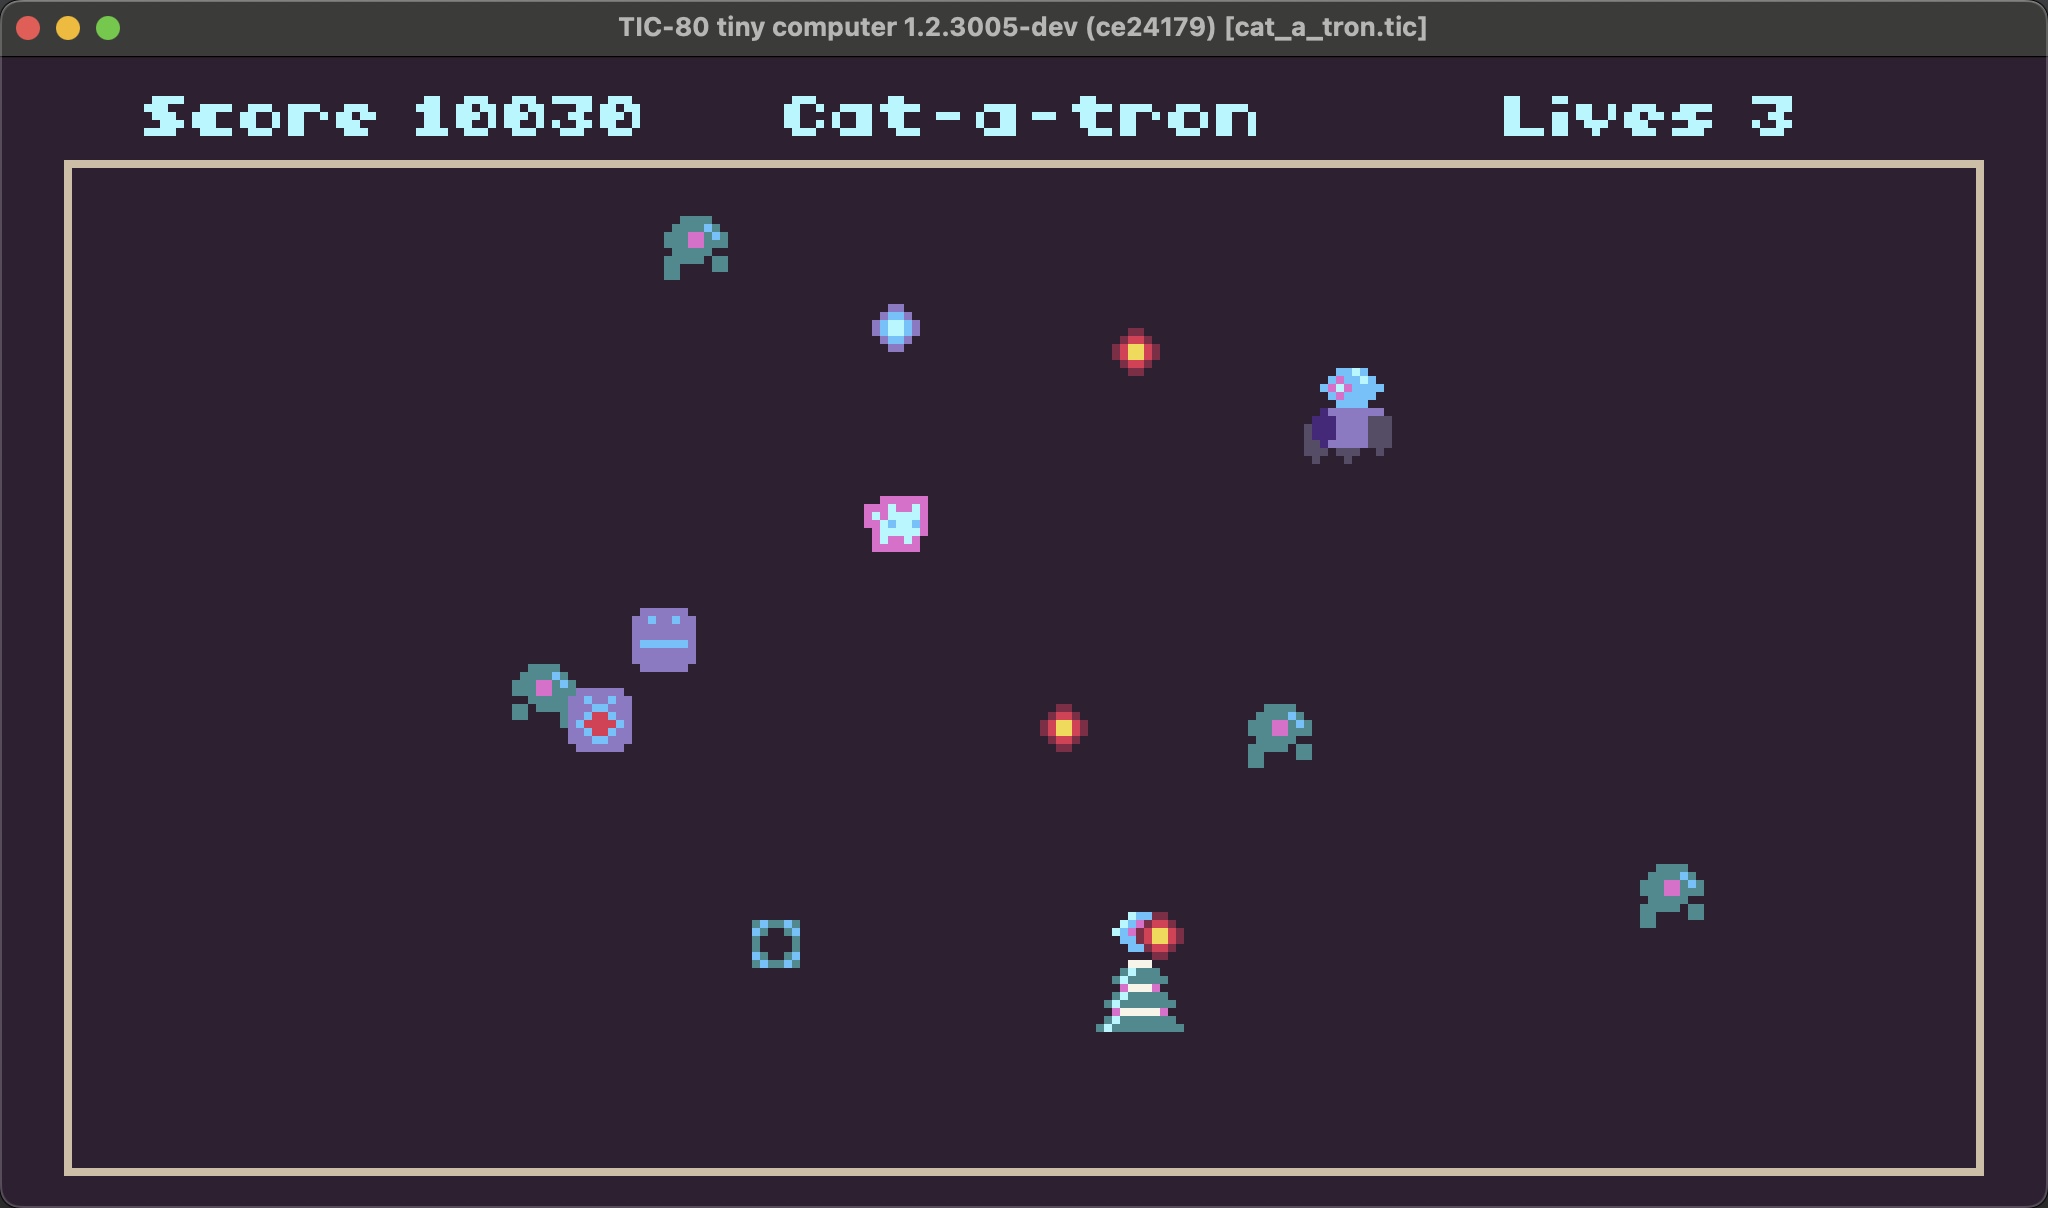 TIC-80 tiny computer 1.2.3005-dev (ce24179) [cat_a_tron.tic]
Score 10030 Cat-a-tron Lives 3